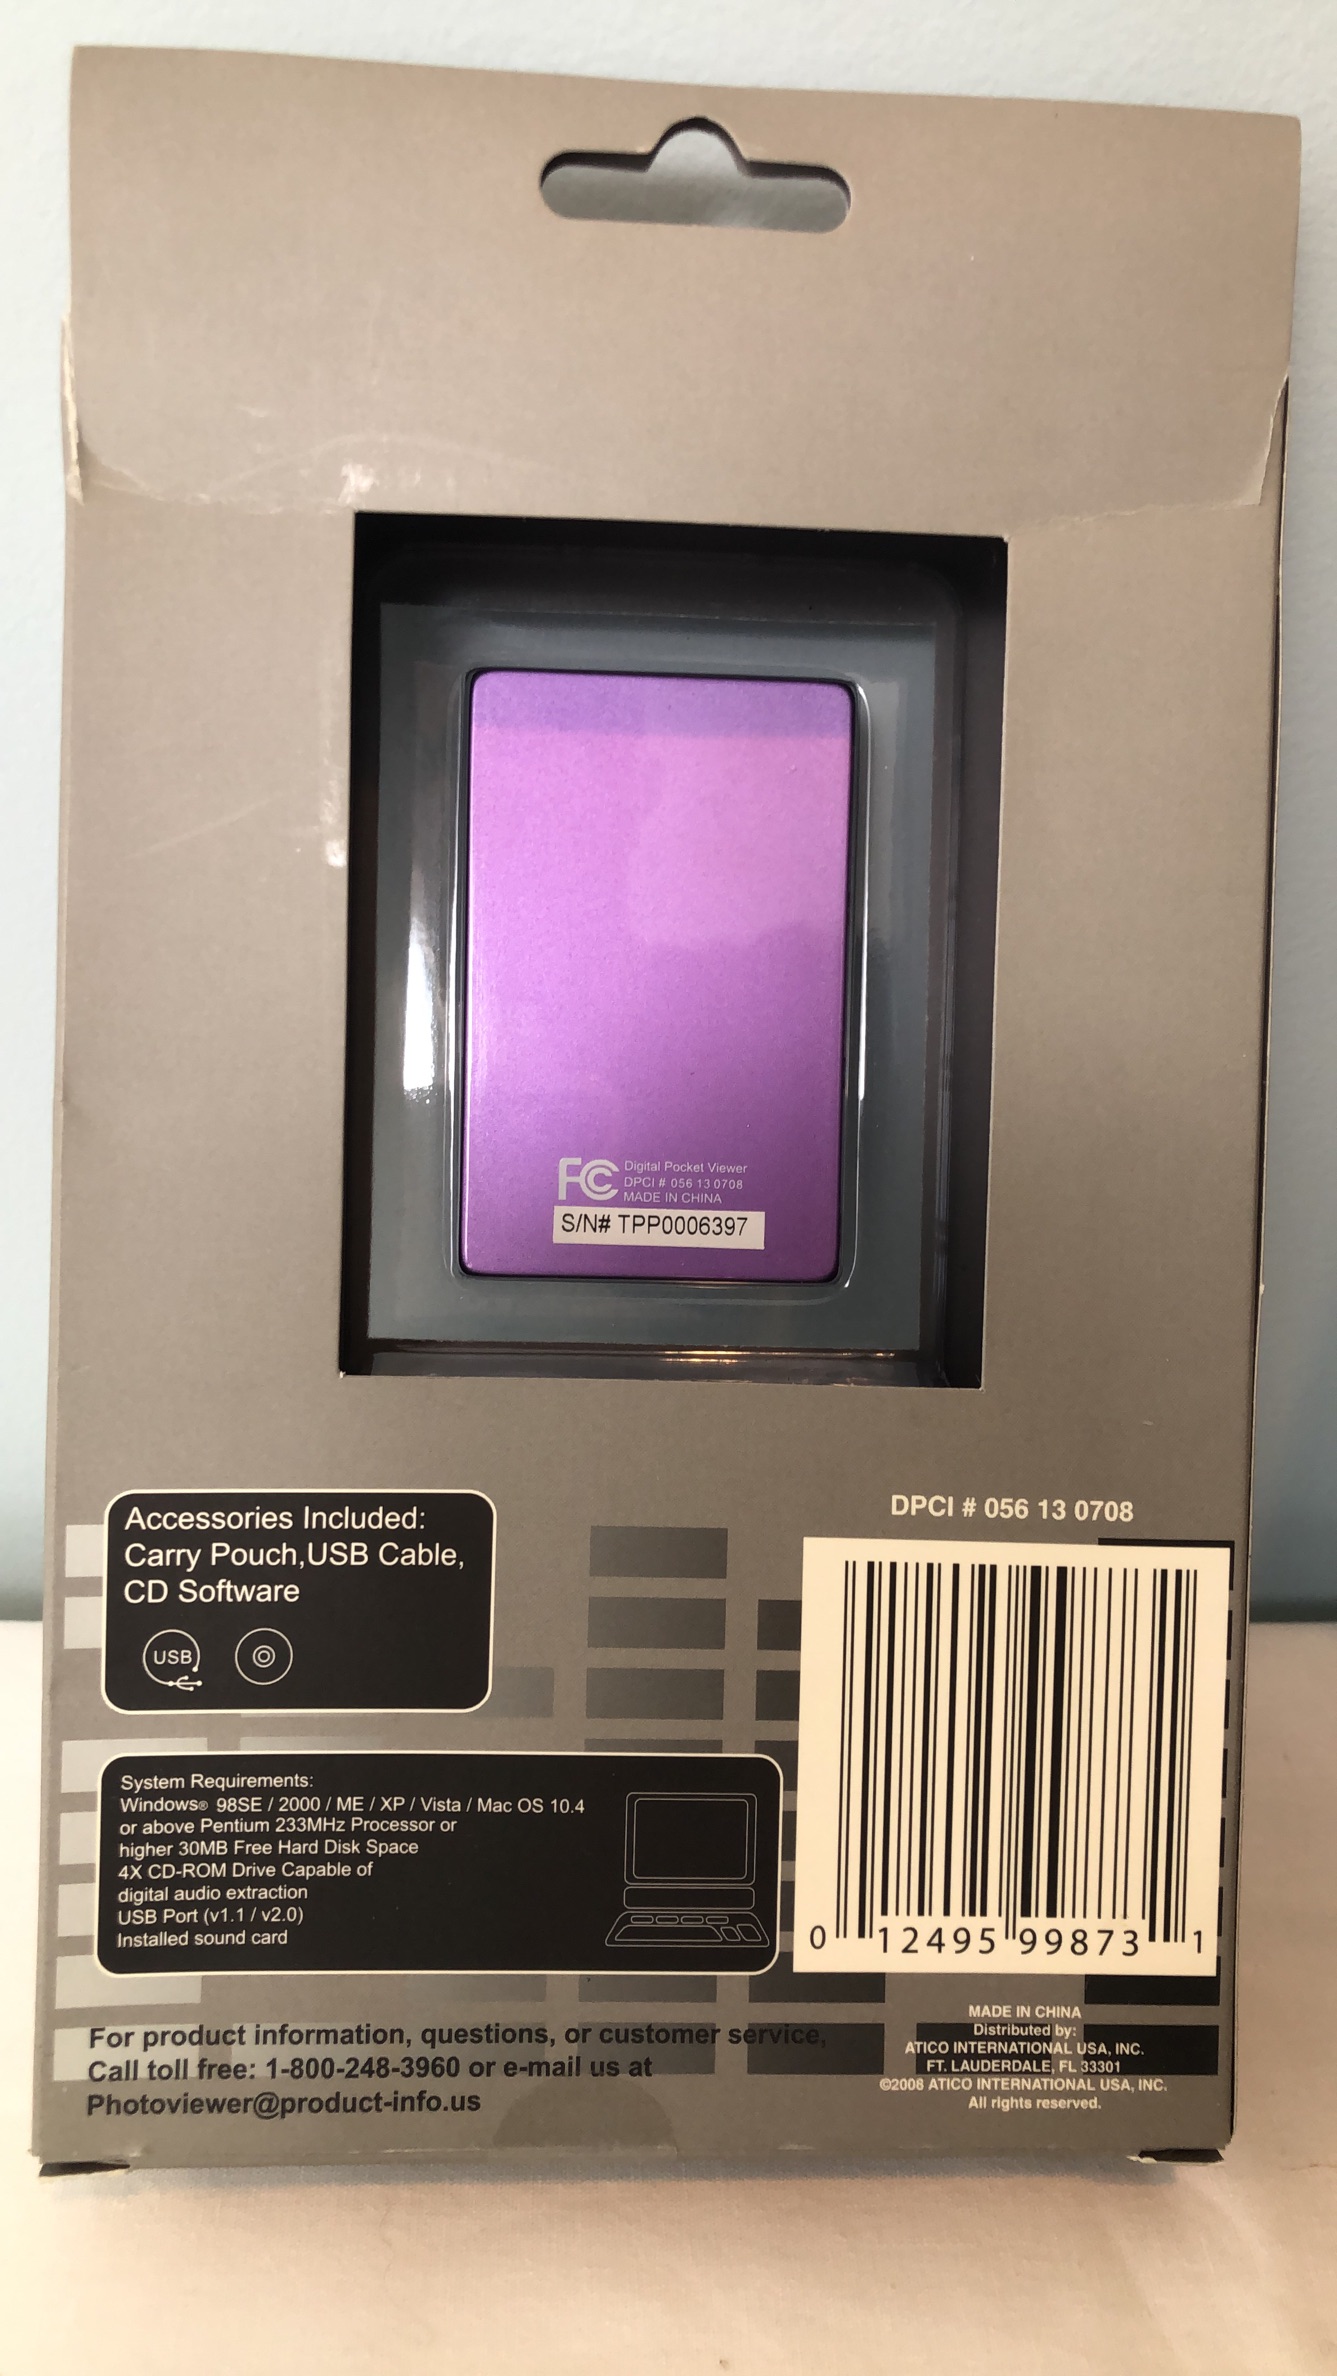 FC Digital Pocket Viewer
DPCI # 056 13 0708
MADE IN CHINA
S/N# TPP0006397
Accessories Included:
Carry Pouch,USB Cable,
CD Software
USB
DPCI # 056 13 0708
System Requirements:
Windows® 98SE / 2000 / ME / XP / Vista / Mac OS 10.4
or above Pentium 233MHz Processor or
higher 30MB Free Hard Disk Space
4X CD-ROM Drive Capable of
digital audio extraction
USB Port (v1.1 / v2.0)
Installed sound card
0 12495 99873 1
For product information, questions, or customer service,
Call toll free: 1-800-248-3960 or e-mail us at
Photoviewer@product-info.us
MADE IN CHINA
Distributed by:
ATICO INTERNATIONAL USA, INC.
FT. LAUDERDALE, FL 33301
©2008 ATICO INTERNATIONAL USA, INC.
All rights reserved.